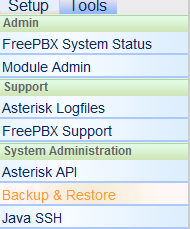 Setup Tools
Admin
FreePBX System Status
Module Admin
Support
Asterisk Logfiles
FreePBX Support
System Administration
Asterisk API
Backup & Restore
Java SSH